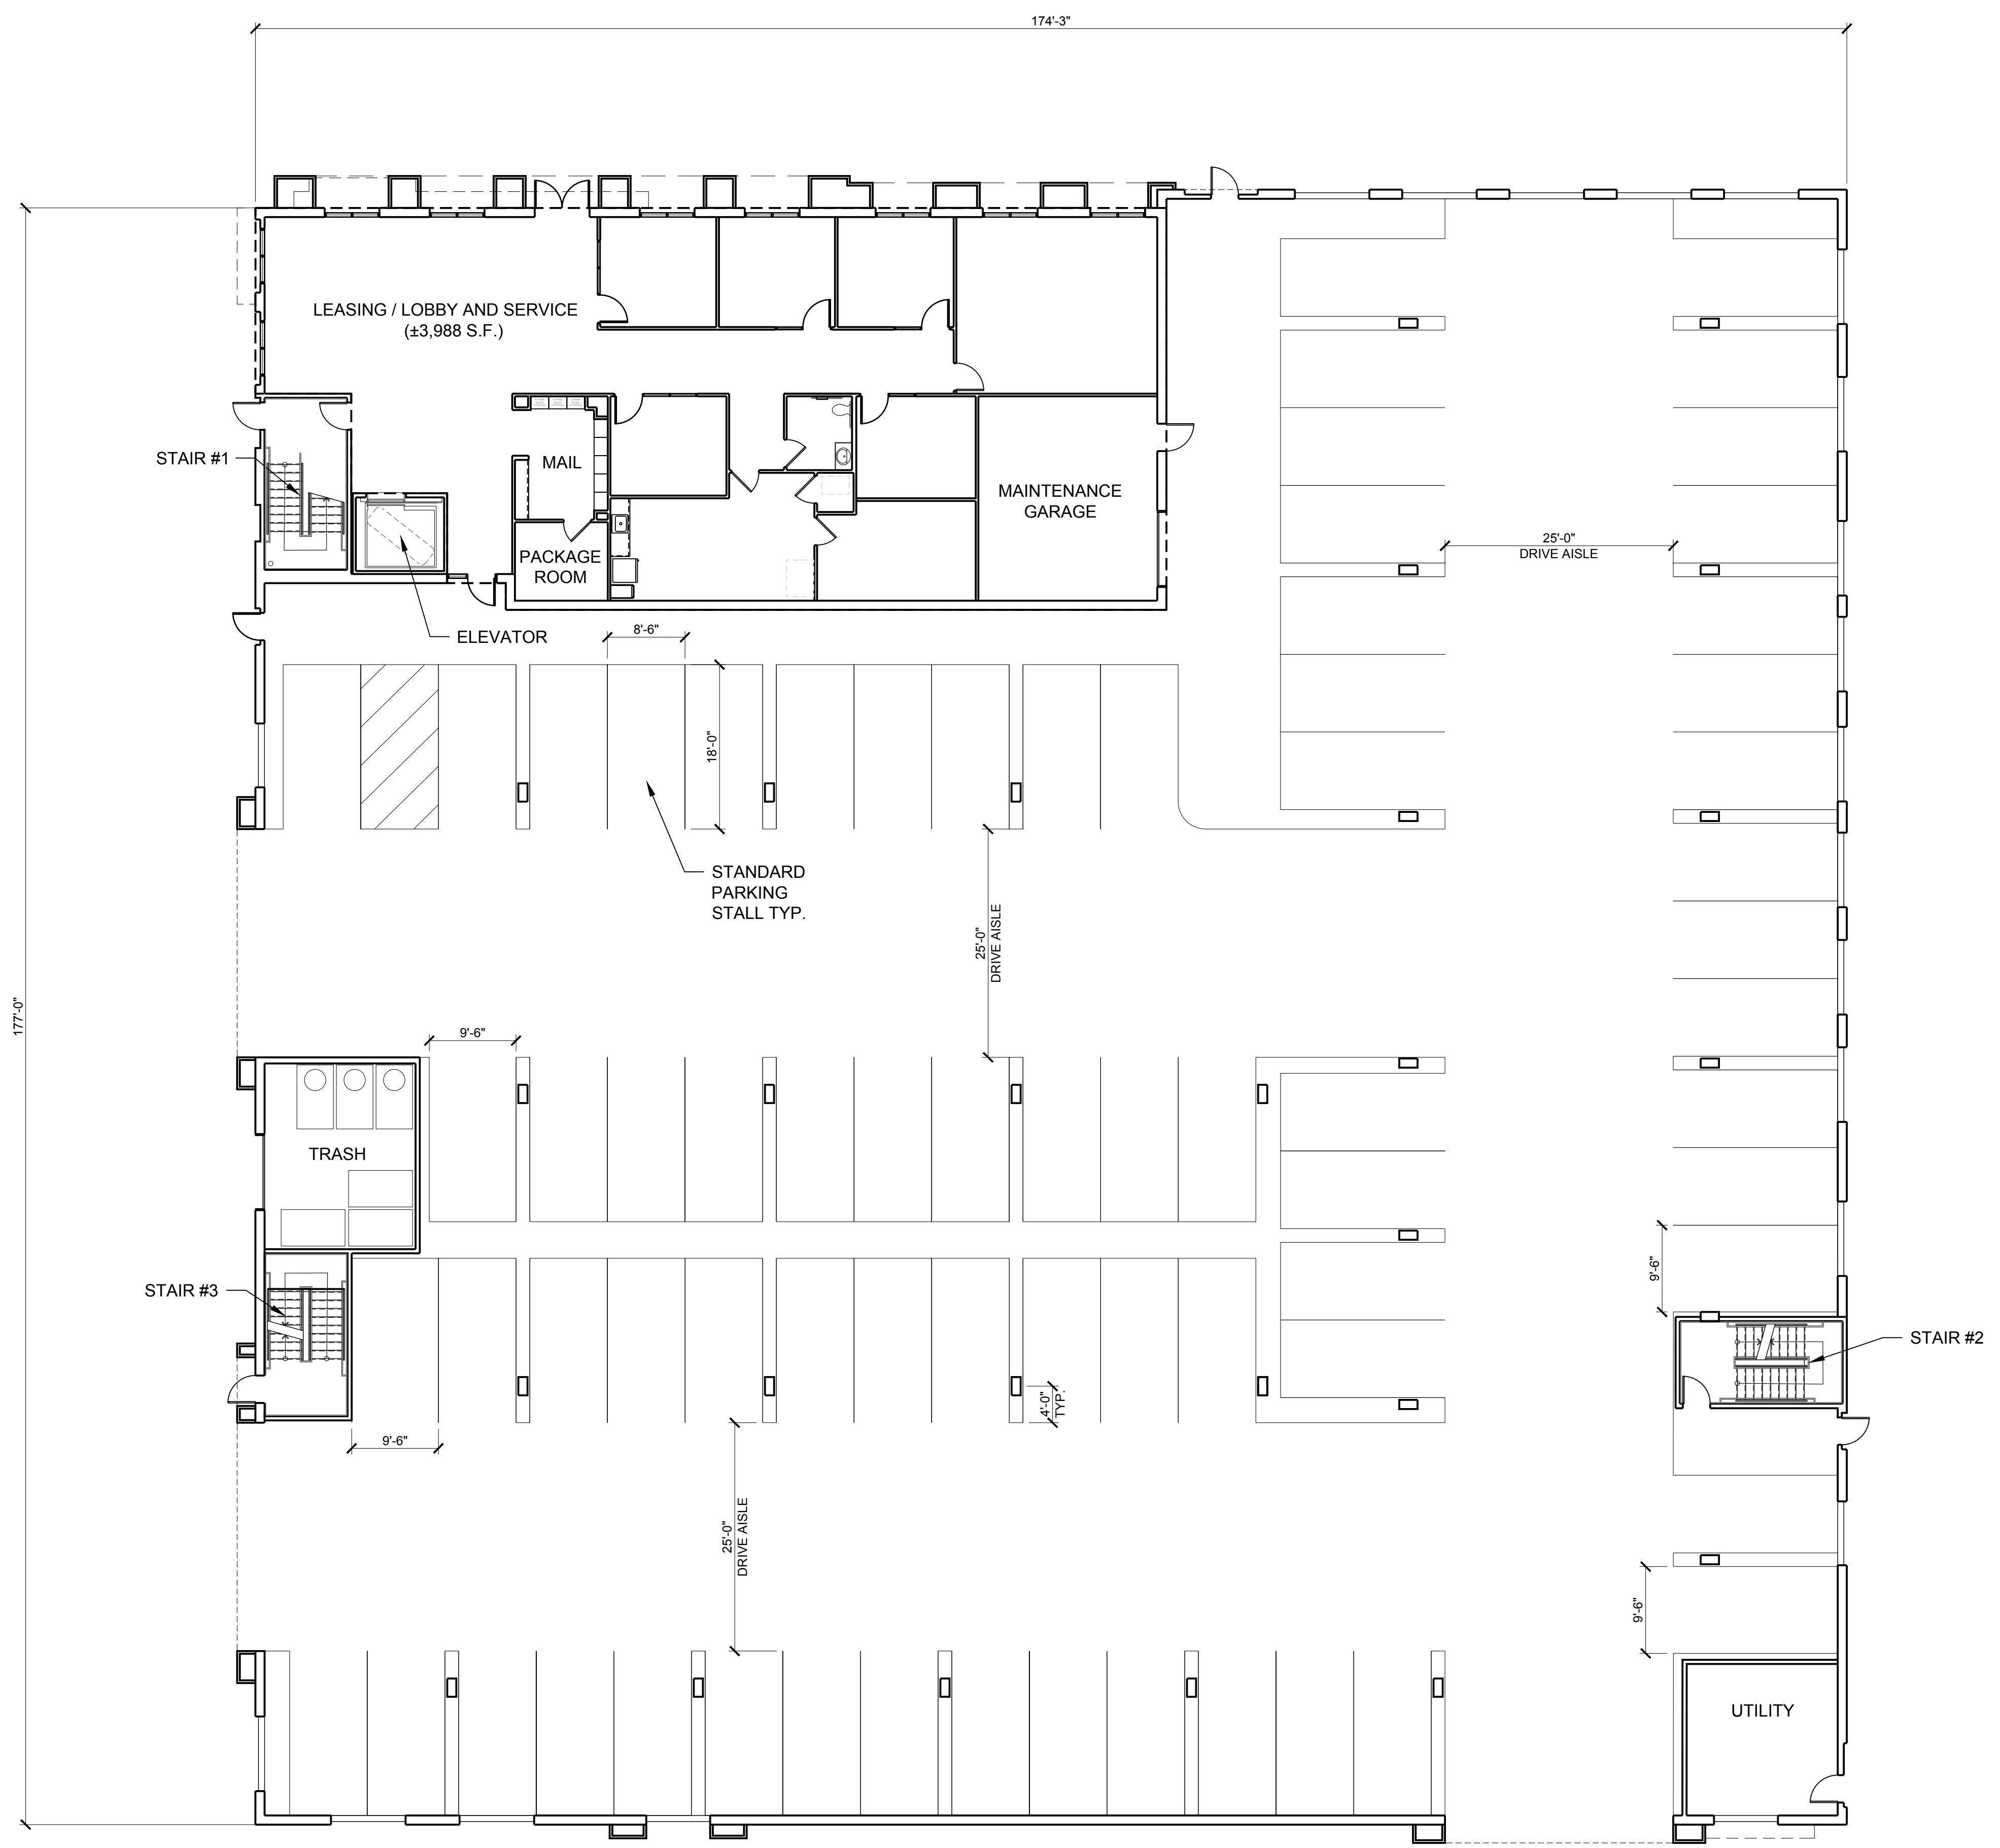 174'-3"
LEASING / LOBBY AND SERVICE
(±3,988 S.F.)
STAIR #1
MAIL
MAINTENANCE
GARAGE
PACKAGE
ROOM
25'-0"
DRIVE AISLE
ELEVATOR
8'-6"
18'-0"
STANDARD
PARKING
STALL TYP.
25'-0"
DRIVE AISLE
177'-0"
9'-6"
TRASH
STAIR #3
9'-6"
STAIR #2
4'-0"
TYP.
9'-6"
25'-0"
DRIVE AISLE
9'-6"
UTILITY